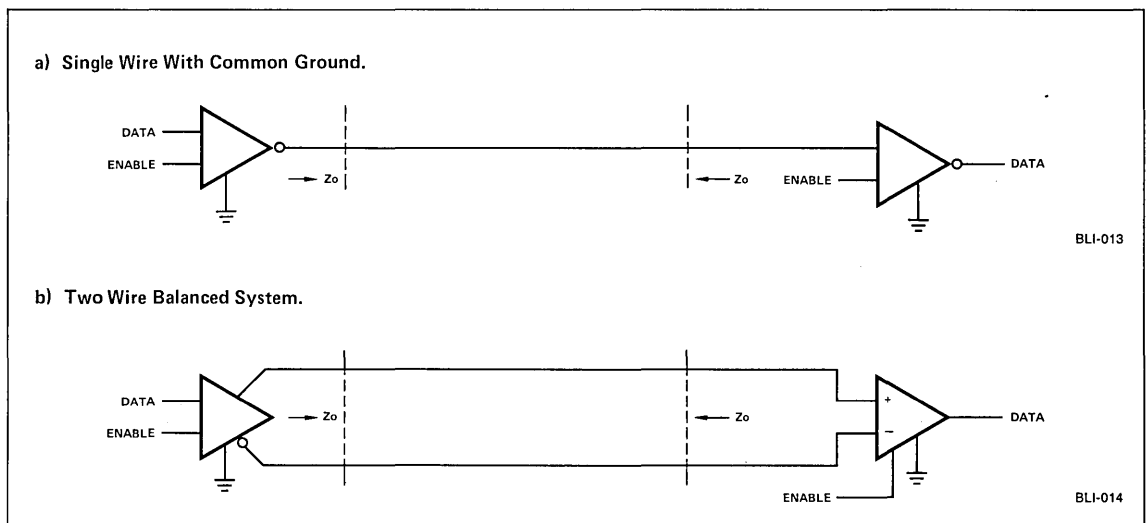 a) Single Wire With Common Ground.
DATA
ENABLE
Zo
Zo
ENABLE
DATA
BLI-013
b) Two Wire Balanced System.
DATA
ENABLE
Zo
Zo
+
−
DATA
ENABLE
BLI-014